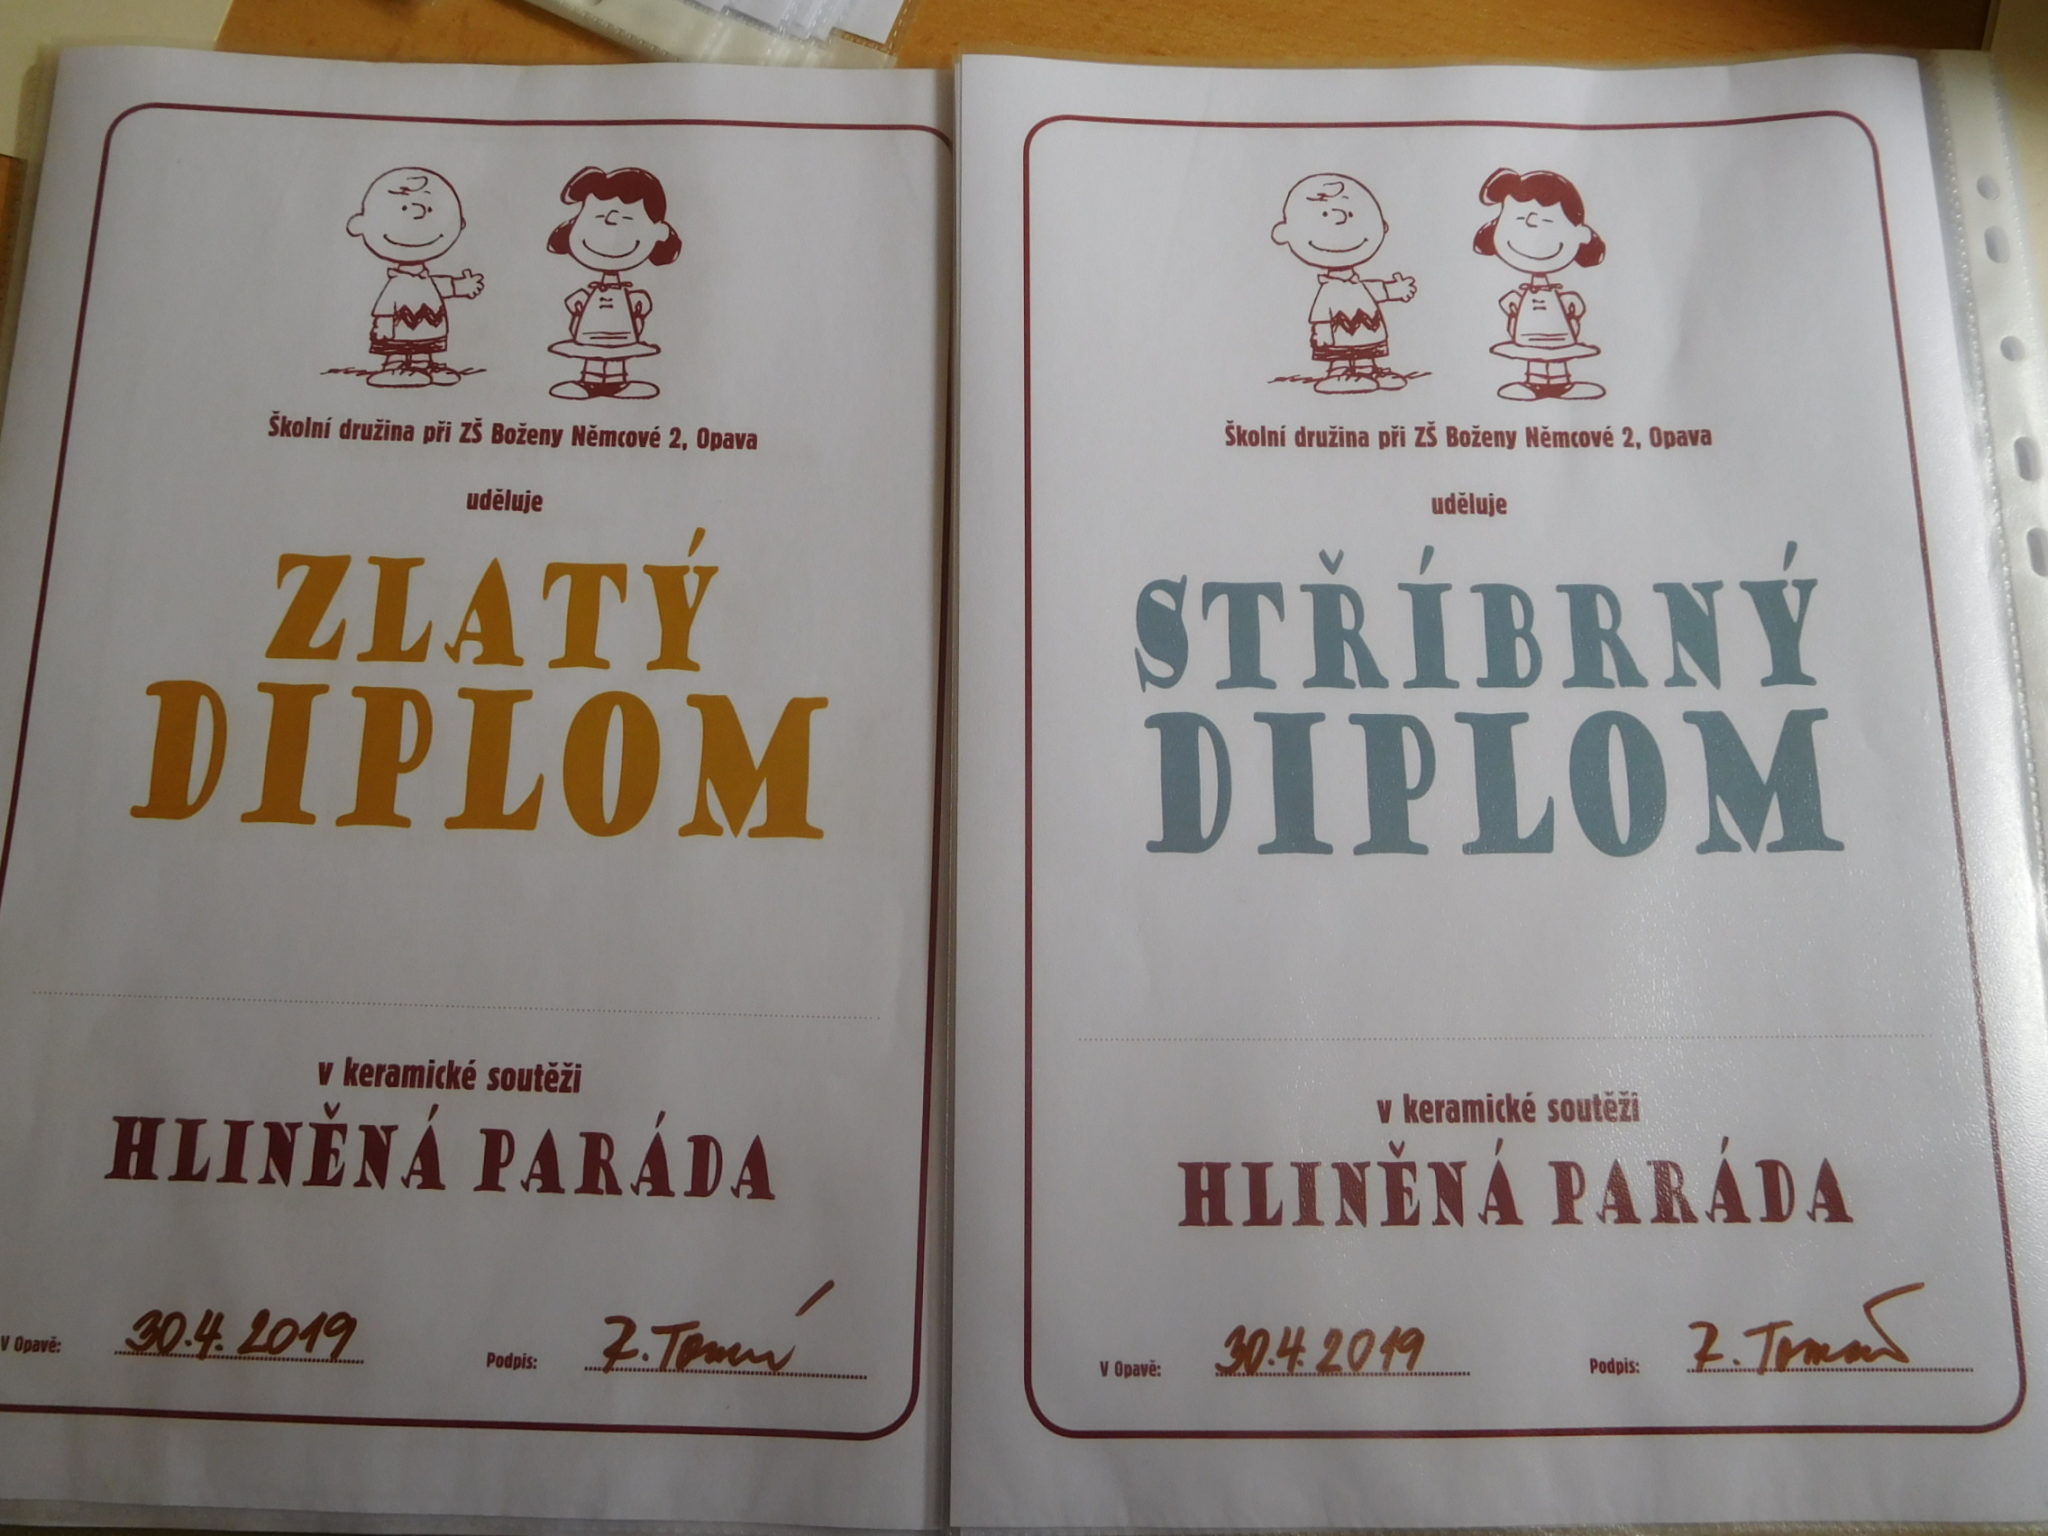 Školní družina při ZŠ Boženy Němcové 2, Opava
uděluje
ZLATÝ
DIPLOM
v keramické soutěži
HLINĚNÁ PARÁDA
V Opavě: 30.4.2019 Podpis:
Školní družina při ZŠ Boženy Němcové 2, Opava
uděluje
STŘÍBRNÝ
DIPLOM
v keramické soutěži
HLINĚNÁ PARÁDA
V Opavě: 30.4.2019 Podpis: